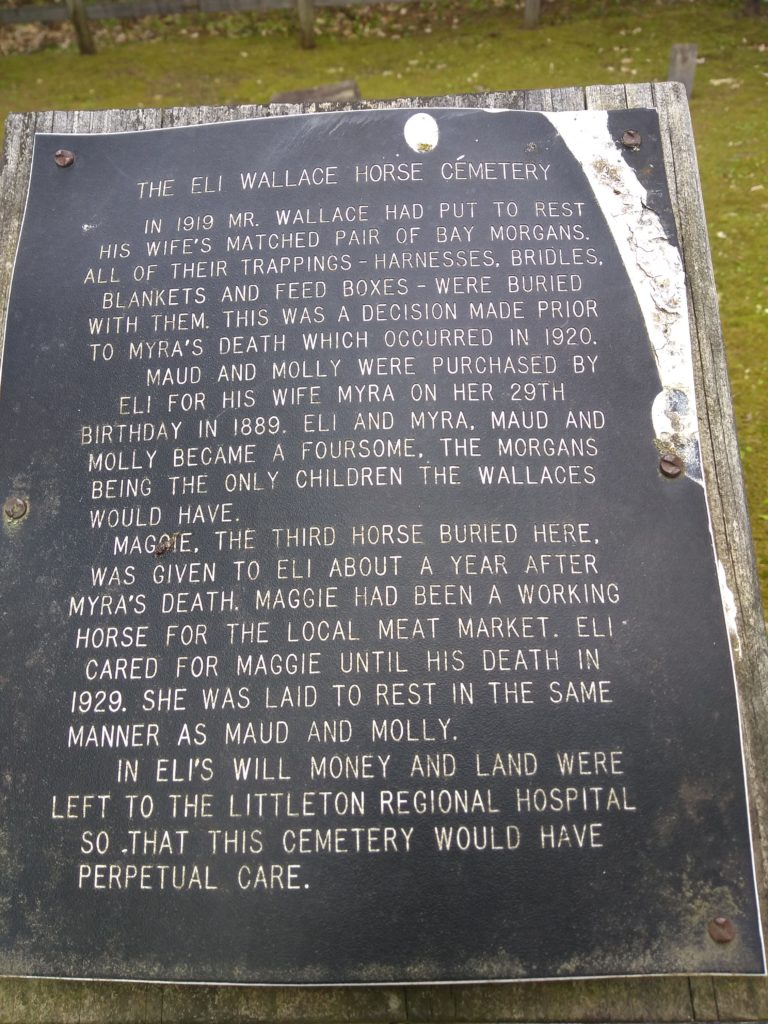 THE ELI WALLACE HORSE CEMETERY
IN 1919 MR. WALLACE HAD PUT TO REST
HIS WIFE'S MATCHED PAIR OF BAY MORGANS.
ALL OF THEIR TRAPPINGS - HARNESSES, BRIDLES,
BLANKETS AND FEED BOXES - WERE BURIED
WITH THEM. THIS WAS A DECISION MADE PRIOR
TO MYRA'S DEATH WHICH OCCURRED IN 1920.
MAUD AND MOLLY WERE PURCHASED BY
ELI FOR HIS WIFE MYRA ON HER 29TH
BIRTHDAY IN 1889. ELI AND MYRA, MAUD AND
MOLLY BECAME A FOURSOME, THE MORGANS
BEING THE ONLY CHILDREN THE WALLACES
WOULD HAVE.
MAGGIE, THE THIRD HORSE BURIED HERE,
WAS GIVEN TO ELI ABOUT A YEAR AFTER
MYRA'S DEATH. MAGGIE HAD BEEN A WORKING
HORSE FOR THE LOCAL MEAT MARKET. ELI
CARED FOR MAGGIE UNTIL HIS DEATH IN
1929. SHE WAS LAID TO REST IN THE SAME
MANNER AS MAUD AND MOLLY.
IN ELI'S WILL MONEY AND LAND WERE
LEFT TO THE LITTLETON REGIONAL HOSPITAL
SO THAT THIS CEMETERY WOULD HAVE
PERPETUAL CARE.